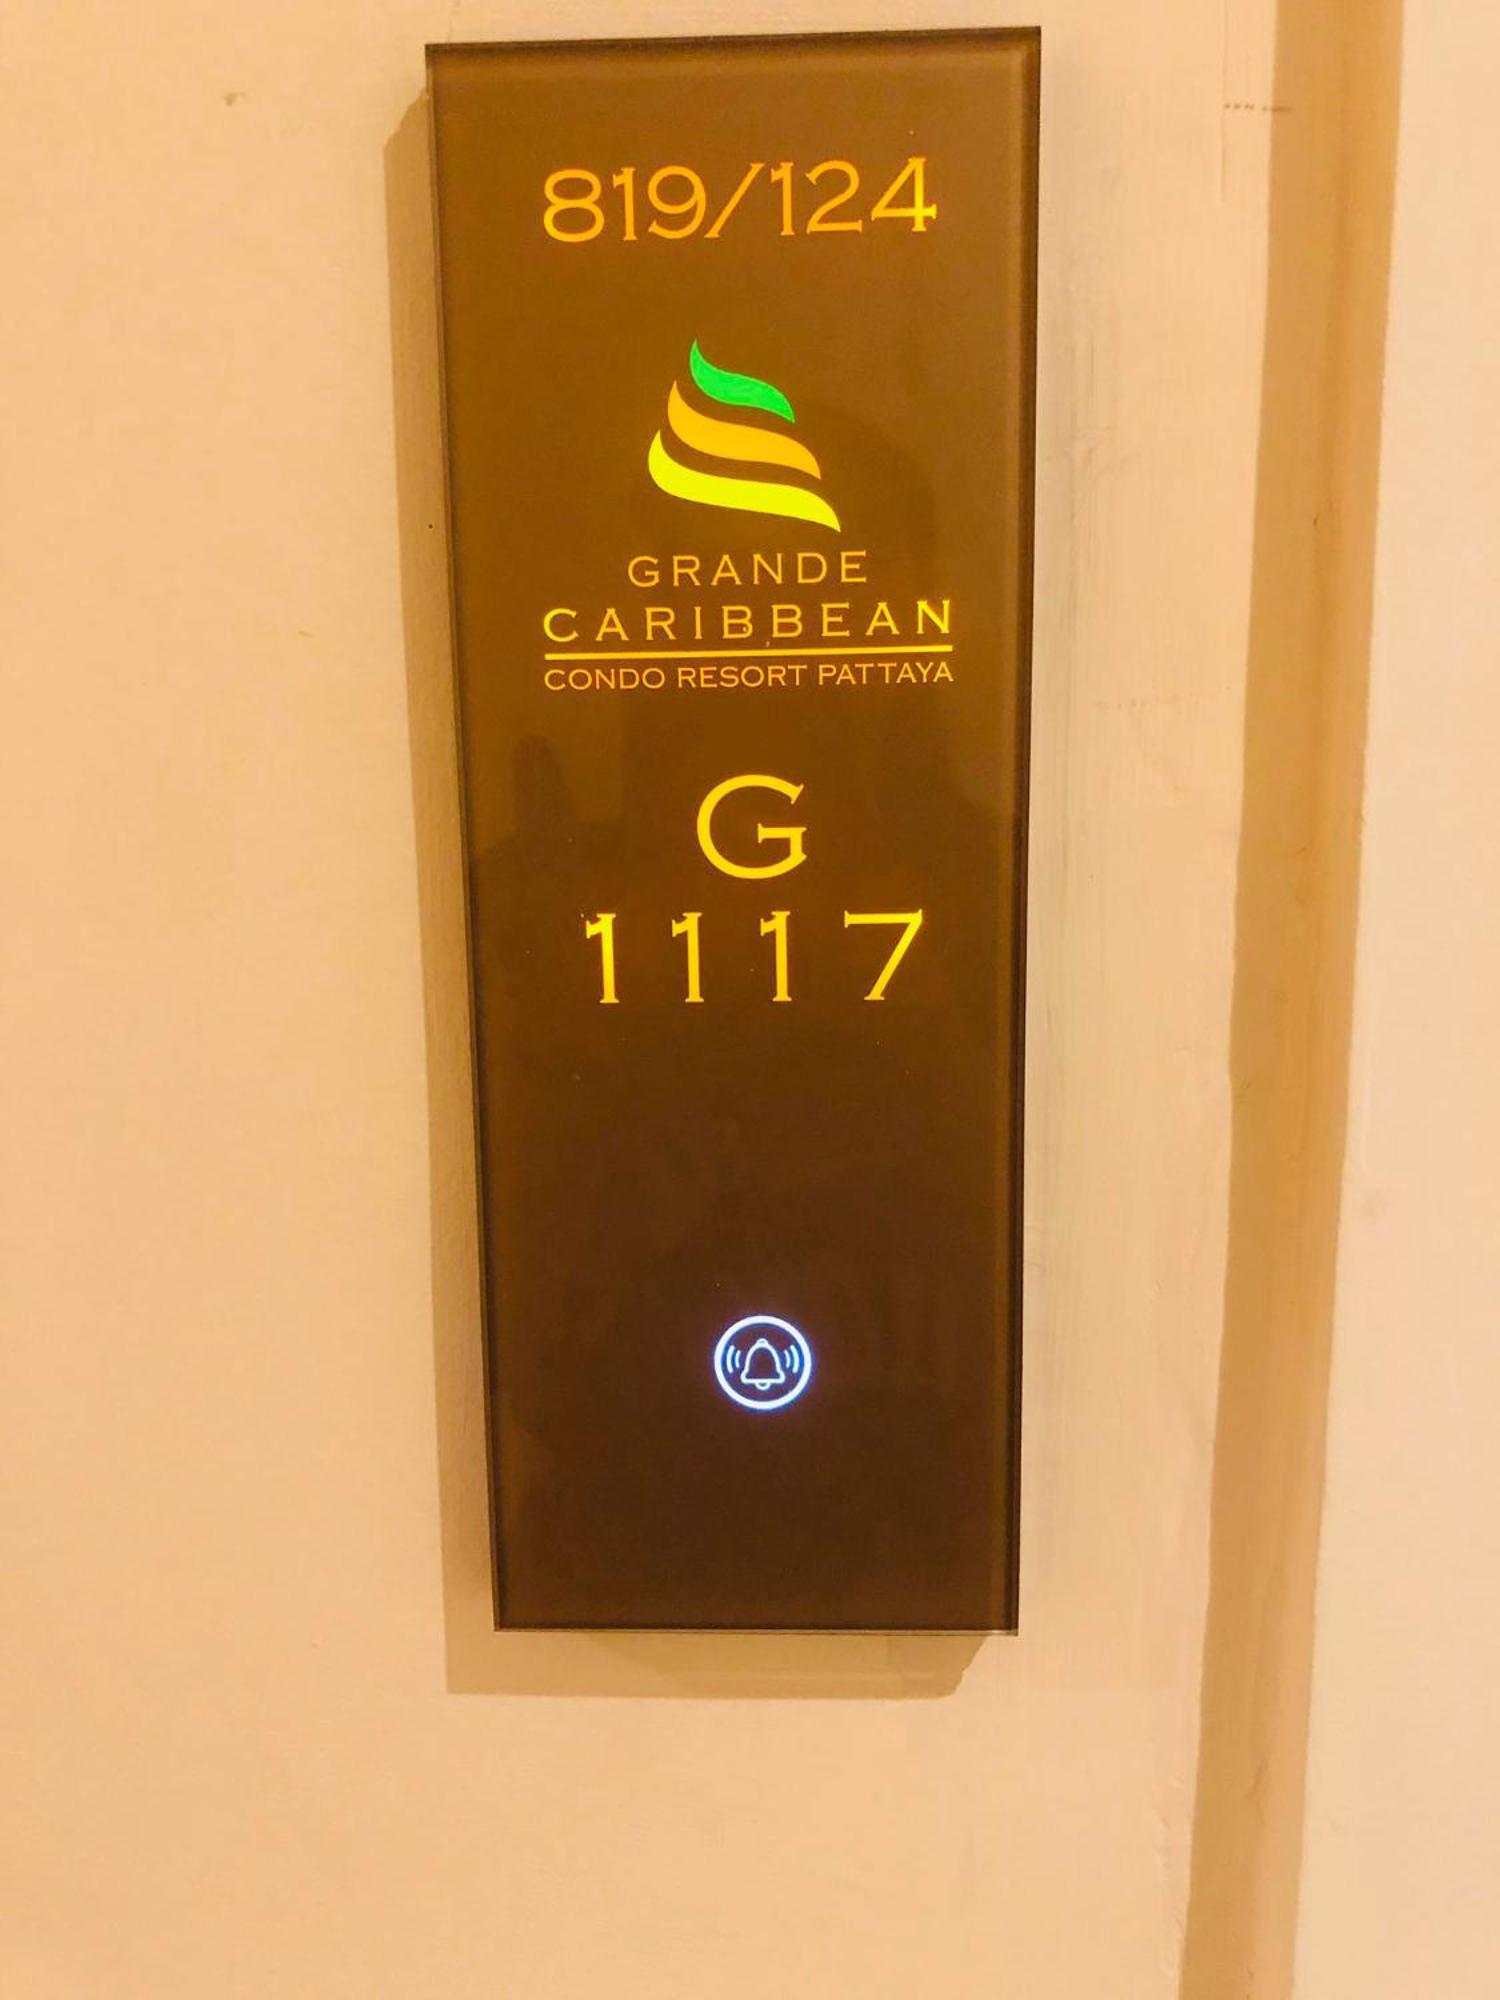 819/124
GRANDE
CARIBBEAN
CONDO RESORT PATTAYA
G
1117